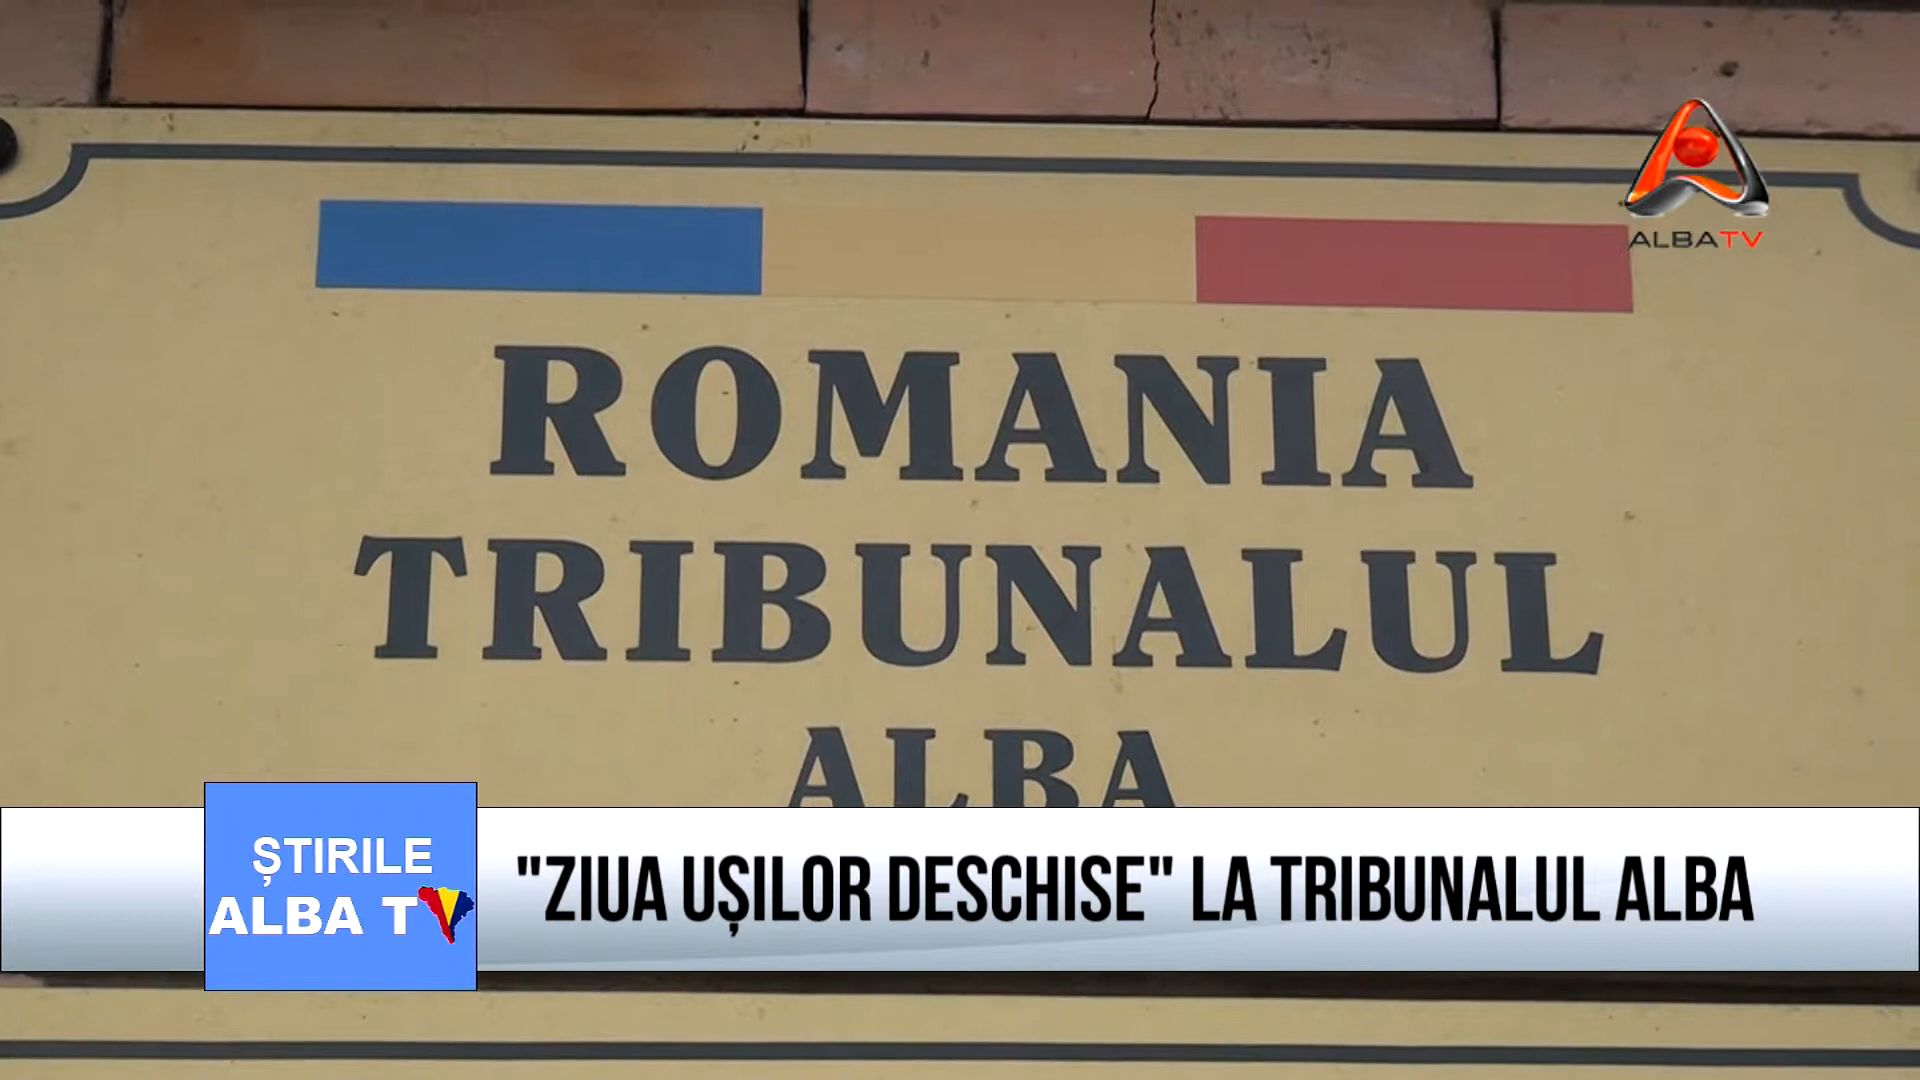 ALBATV
ROMANIA
TRIBUNALUL
ALBA
ȘTIRILE
ALBA TV
"ZIUA UȘILOR DESCHISE" LA TRIBUNALUL ALBA